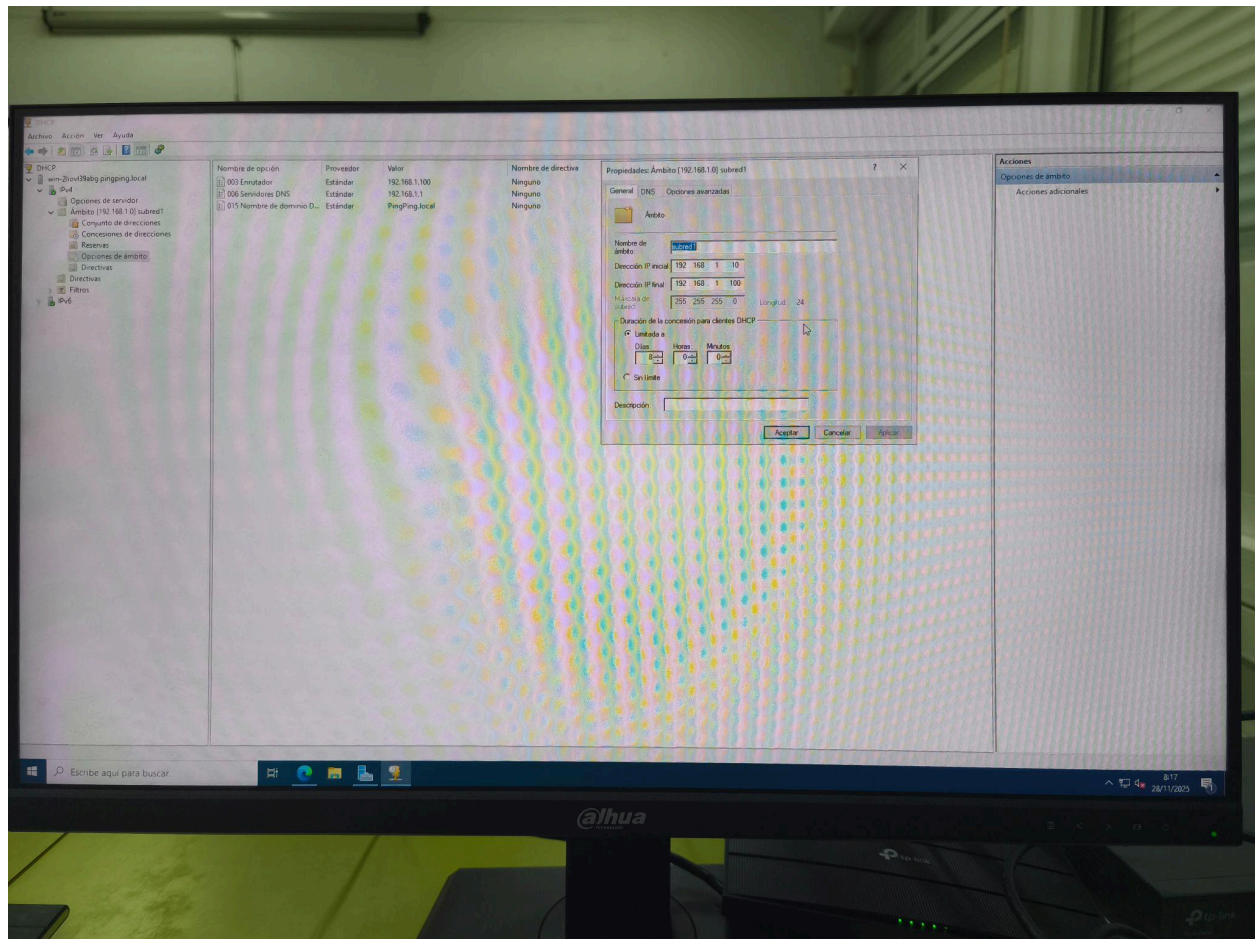 DHCP
Archivo Acción Ver Ayuda
DHCP
win-2liovl39abg.pingping.local
IPv4
Opciones de servidor
Ámbito [192.168.1.0] subred1
Conjunto de direcciones
Concesiones de direcciones
Reservas
Opciones de ámbito
Directivas
Directivas
Filtros
IPv6
Nombre de opción Proveedor Valor Nombre de directiva
003 Enrutador Estándar 192.168.1.100 Ninguno
006 Servidores DNS Estándar 192.168.1.1 Ninguno
015 Nombre de dominio D... Estándar PingPing.local Ninguno
Propiedades: Ámbito [192.168.1.0] subred1 ?
General DNS Opciones avanzadas
Ámbito
Nombre de
ámbito:
subred1
Dirección IP inicial: 192 . 168 . 1 . 10
Dirección IP final: 192 . 168 . 1 . 100
Máscara de
subred:
255 . 255 . 255 . 0 Longitud: 24
Duración de la concesión para clientes DHCP
Limitada a
Días: Horas: Minutos:
8 0 0
Sin límite
Descripción:
Aceptar Cancelar Aplicar
Acciones
Opciones de ámbito
Acciones adicionales
Escribe aquí para buscar.
8:17
28/11/2025
alhua
TECHNOLOGY
tp-link
tp-link